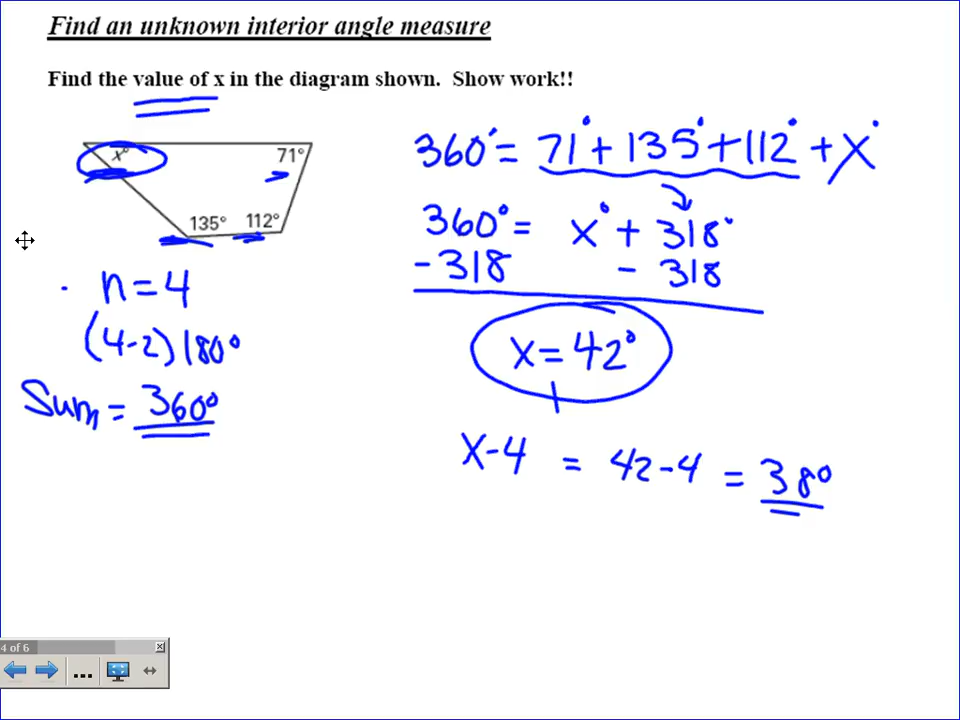 Find an unknown interior angle measure
Find the value of x in the diagram shown. Show work!!
x°
71°
135°
112°
n = 4
(4-2)180°
Sum = 360°
360° = 71° + 135° + 112° + x°
360° = x° + 318°
-318 - 318
x = 42°
x-4 = 42-4 = 38°
4 of 6
...